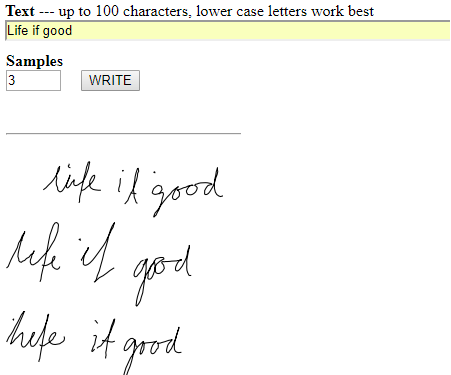 Text --- up to 100 characters, lower case letters work best
Life if good
Samples
3 WRITE
life if good
life if good
life if good